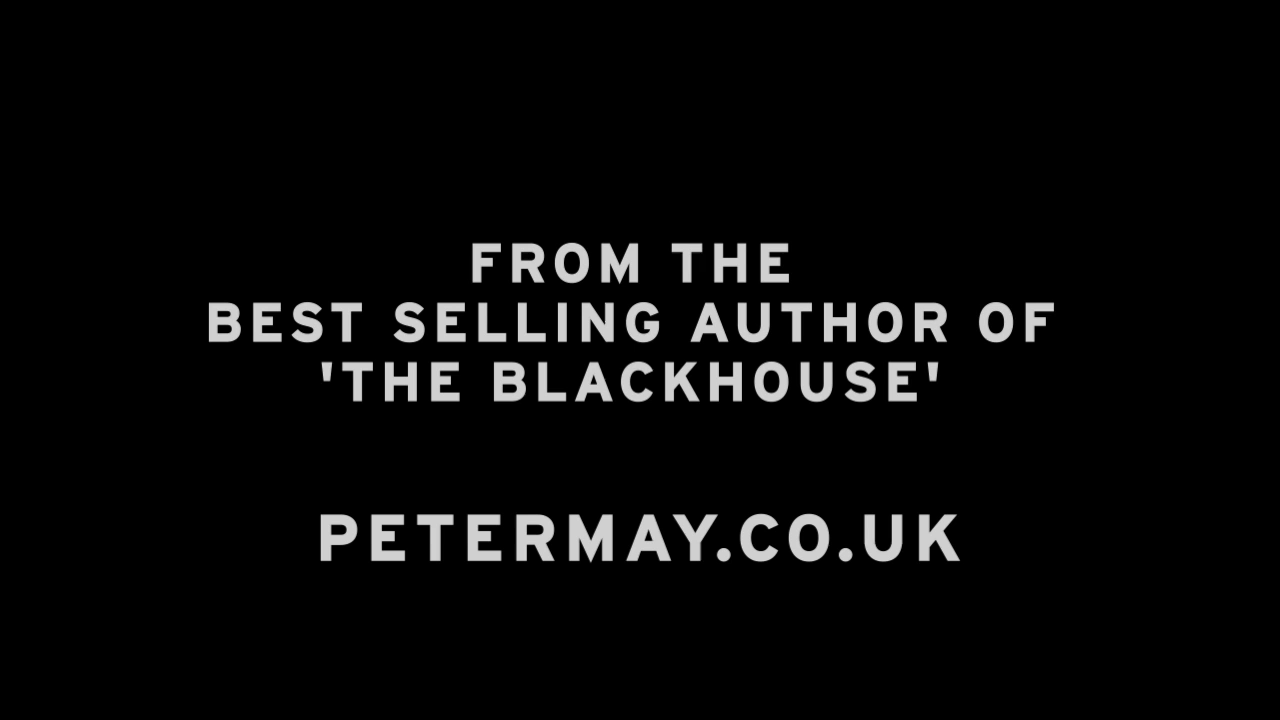 FROM THE
BEST SELLING AUTHOR OF
'THE BLACKHOUSE'
PETERMAY.CO.UK